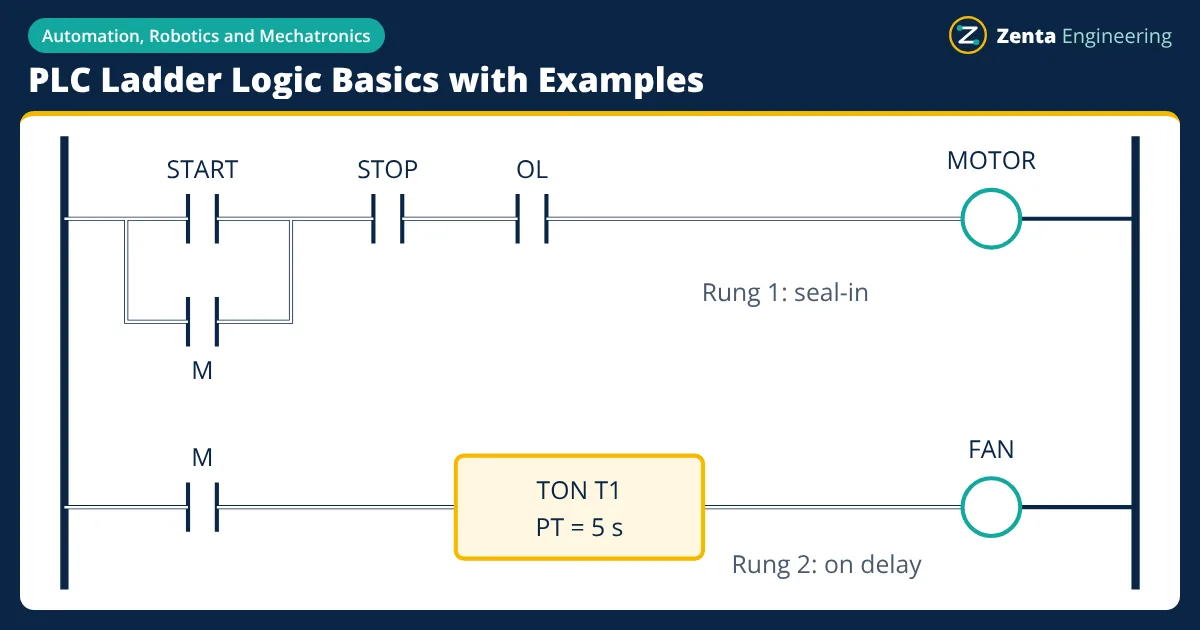 Automation, Robotics and Mechatronics
Zenta Engineering
PLC Ladder Logic Basics with Examples
START
STOP
OL
MOTOR
Rung 1: seal-in
M
M
FAN
TON T1
PT = 5 s
Rung 2: on delay